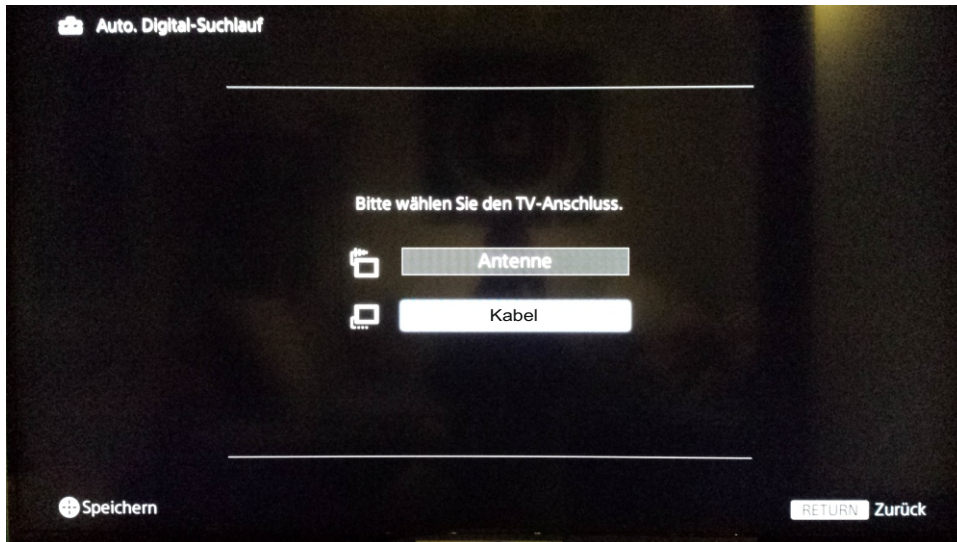 Auto. Digital-Suchlauf
Bitte wählen Sie den TV-Anschluss.
Antenne
Kabel
Speichern
RETURN Zurück